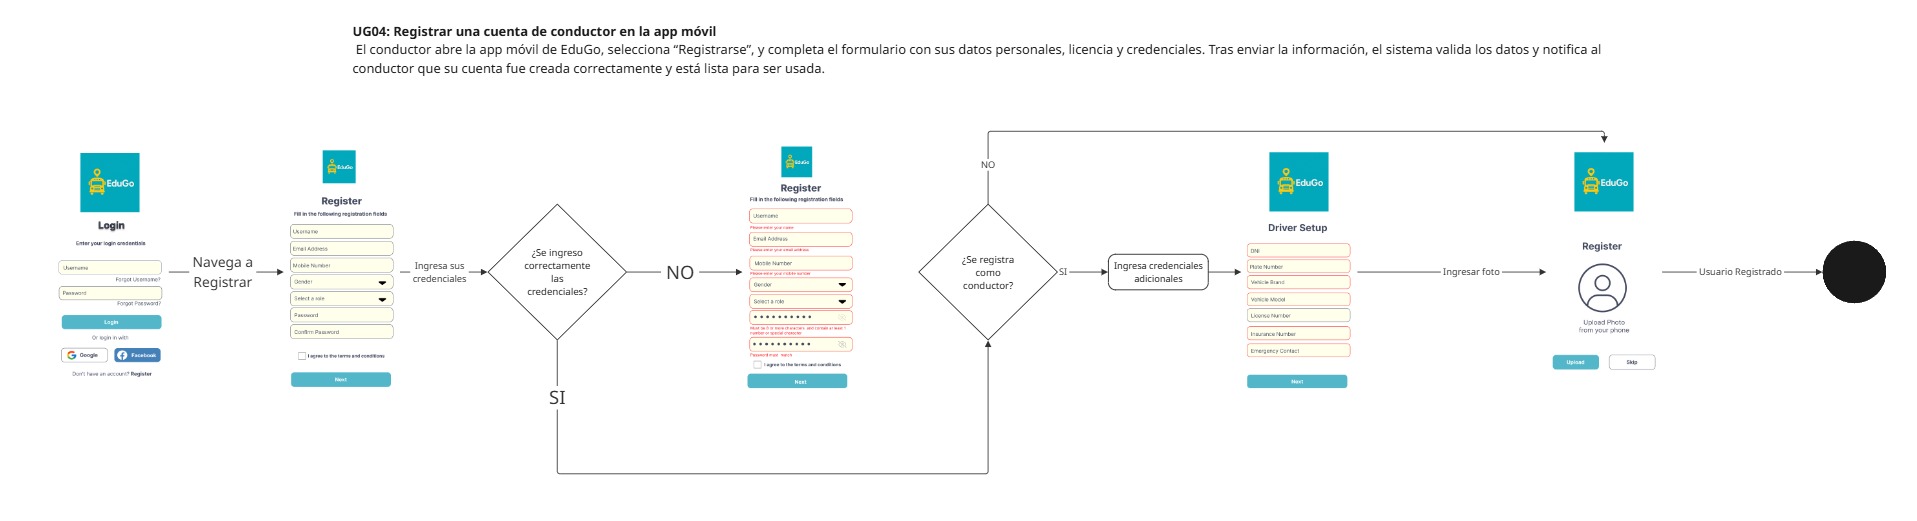 UG04: Registrar una cuenta de conductor en la app móvil
El conductor abre la app móvil de EduGo, selecciona “Registrarse”, y completa el formulario con sus datos personales, licencia y credenciales. Tras enviar la información, el sistema valida los datos y notifica al
conductor que su cuenta fue creada correctamente y está lista para ser usada.
EduGo
Login
Enter your login credentials
Username
Forgot Username?
Password
Forgot Password?
Login
Or login in with
Google
Facebook
Don't have an account? Register
Navega a
Registrar
EduGo
Register
Fill in the following registration fields
Username
Email Address
Mobile Number
Gender
Select a role
Password
Confirm Password
I agree to the terms and conditions
Next
Ingresa sus
credenciales
¿Se ingreso
correctamente
las
credenciales?
NO
SI
EduGo
Register
Fill in the following registration fields
Username
Please enter your name
Email Address
Please enter your email address
Mobile Number
Please enter your mobile number
Gender
Select a role
Must be 8 or more characters and contain at least 1
number or special character
Password must match
I agree to the terms and conditions
Next
¿Se registra
como
conductor?
NO
SI
Ingresa credenciales
adicionales
EduGo
Driver Setup
DNI
Plate Number
Vehicle Brand
Vehicle Model
License Number
Insurance Number
Emergency Contact
Next
Ingresar foto
EduGo
Register
Upload Photo
from your phone
Upload
Skip
Usuario Registrado